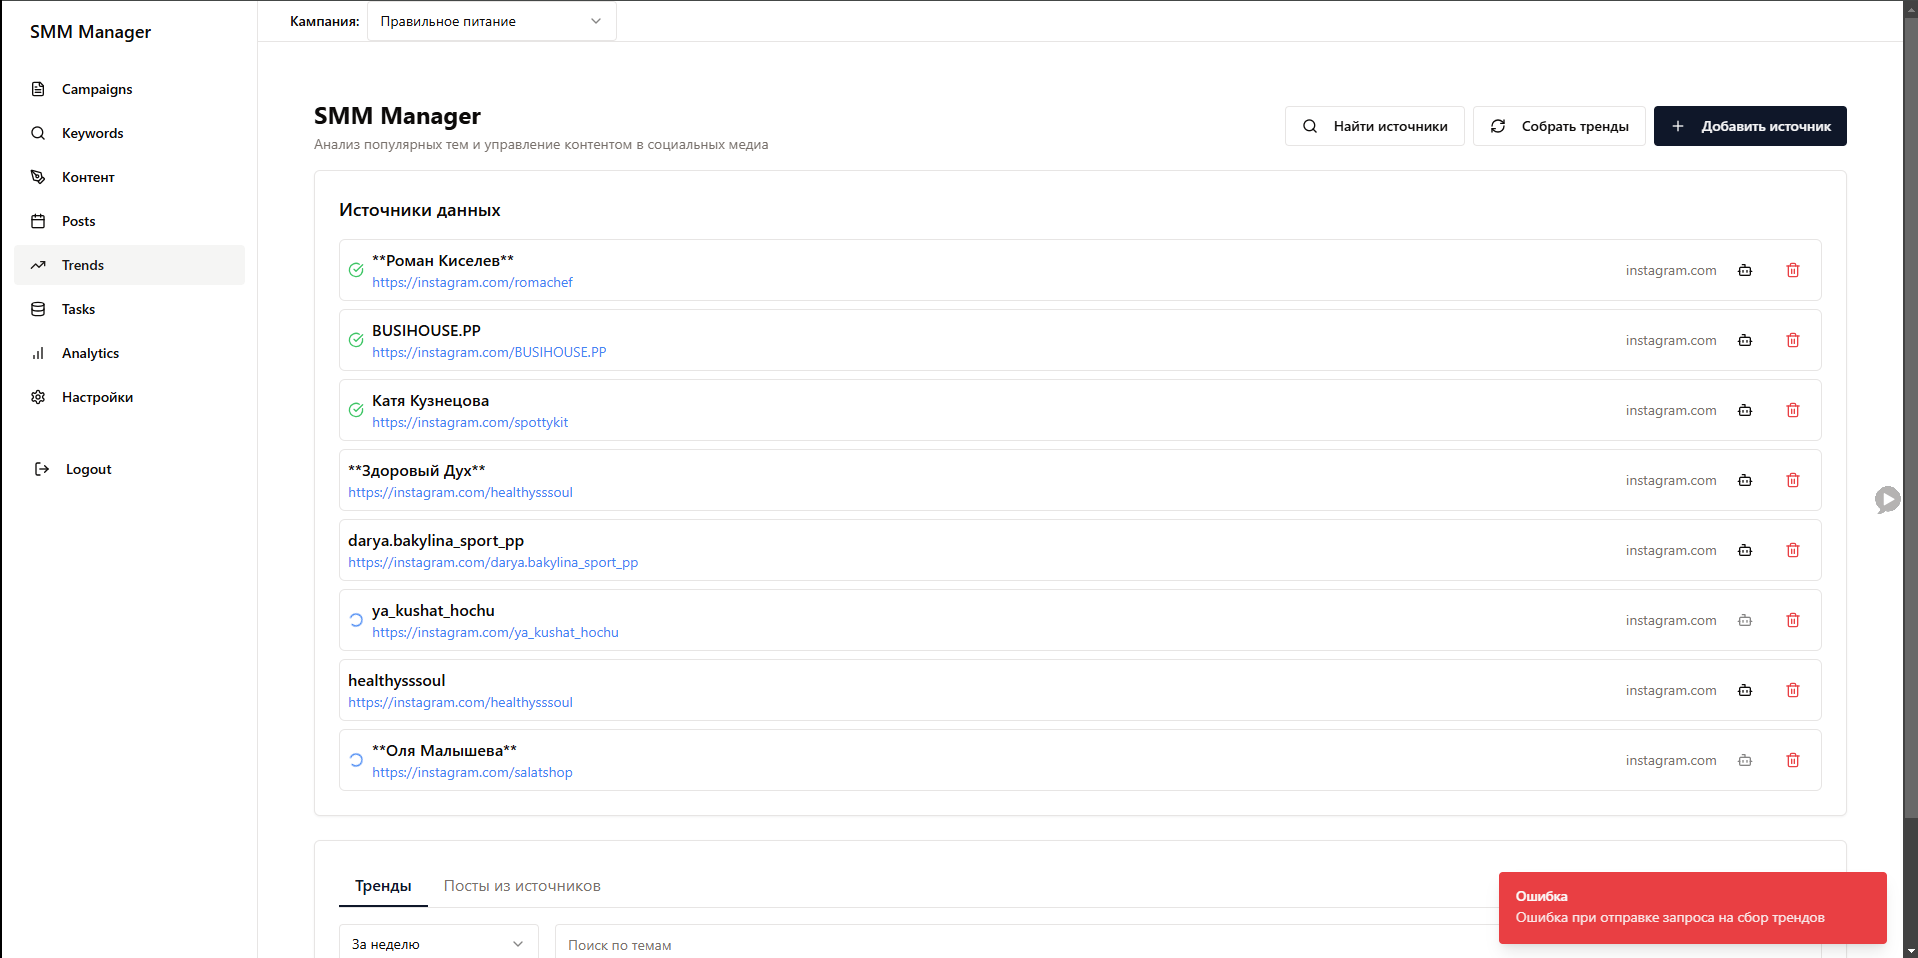 SMM Manager
Campaigns
Keywords
Контент
Posts
Trends
Tasks
Analytics
Настройки
Logout
Кампания: Правильное питание
SMM Manager
Анализ популярных тем и управление контентом в социальных медиа
Найти источники
Собрать тренды
Добавить источник
Источники данных
**Роман Киселев**
https://instagram.com/romachef
instagram.com
BUSIHOUSE.PP
https://instagram.com/BUSIHOUSE.PP
instagram.com
Катя Кузнецова
https://instagram.com/spottykit
instagram.com
**Здоровый Дух**
https://instagram.com/healthysssoul
instagram.com
darya.bakylina_sport_pp
https://instagram.com/darya.bakylina_sport_pp
instagram.com
ya_kushat_hochu
https://instagram.com/ya_kushat_hochu
instagram.com
healthysssoul
https://instagram.com/healthysssoul
instagram.com
**Оля Малышева**
https://instagram.com/salatshop
instagram.com
Тренды
Посты из источников
За неделю
Поиск по темам
Ошибка
Ошибка при отправке запроса на сбор трендов